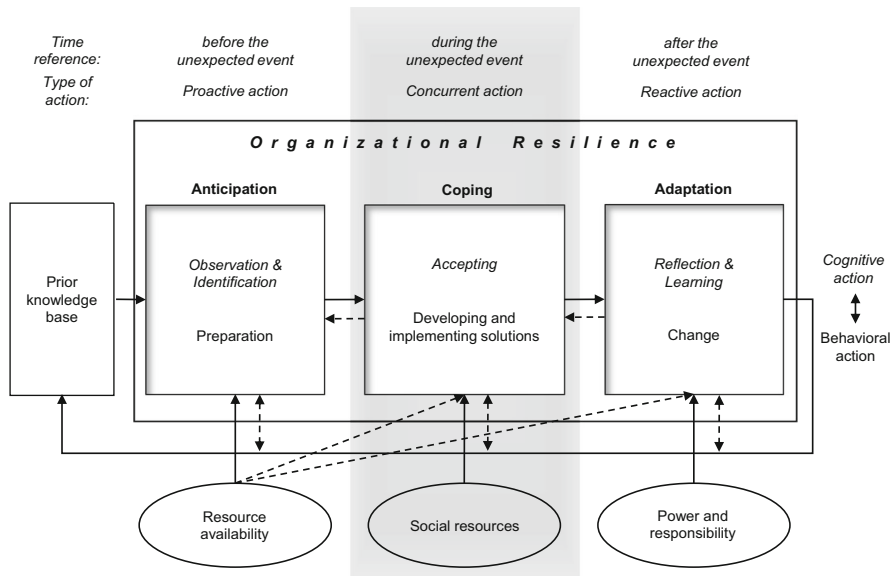 Time reference:
before the unexpected event
during the unexpected event
after the unexpected event
Type of action:
Proactive action
Concurrent action
Reactive action
Organizational Resilience
Anticipation
Coping
Adaptation
Prior
knowledge
base
Observation &
Identification
Preparation
Accepting
Developing and
implementing solutions
Reflection &
Learning
Change
Cognitive
action
Behavioral
action
Resource
availability
Social resources
Power and
responsibility